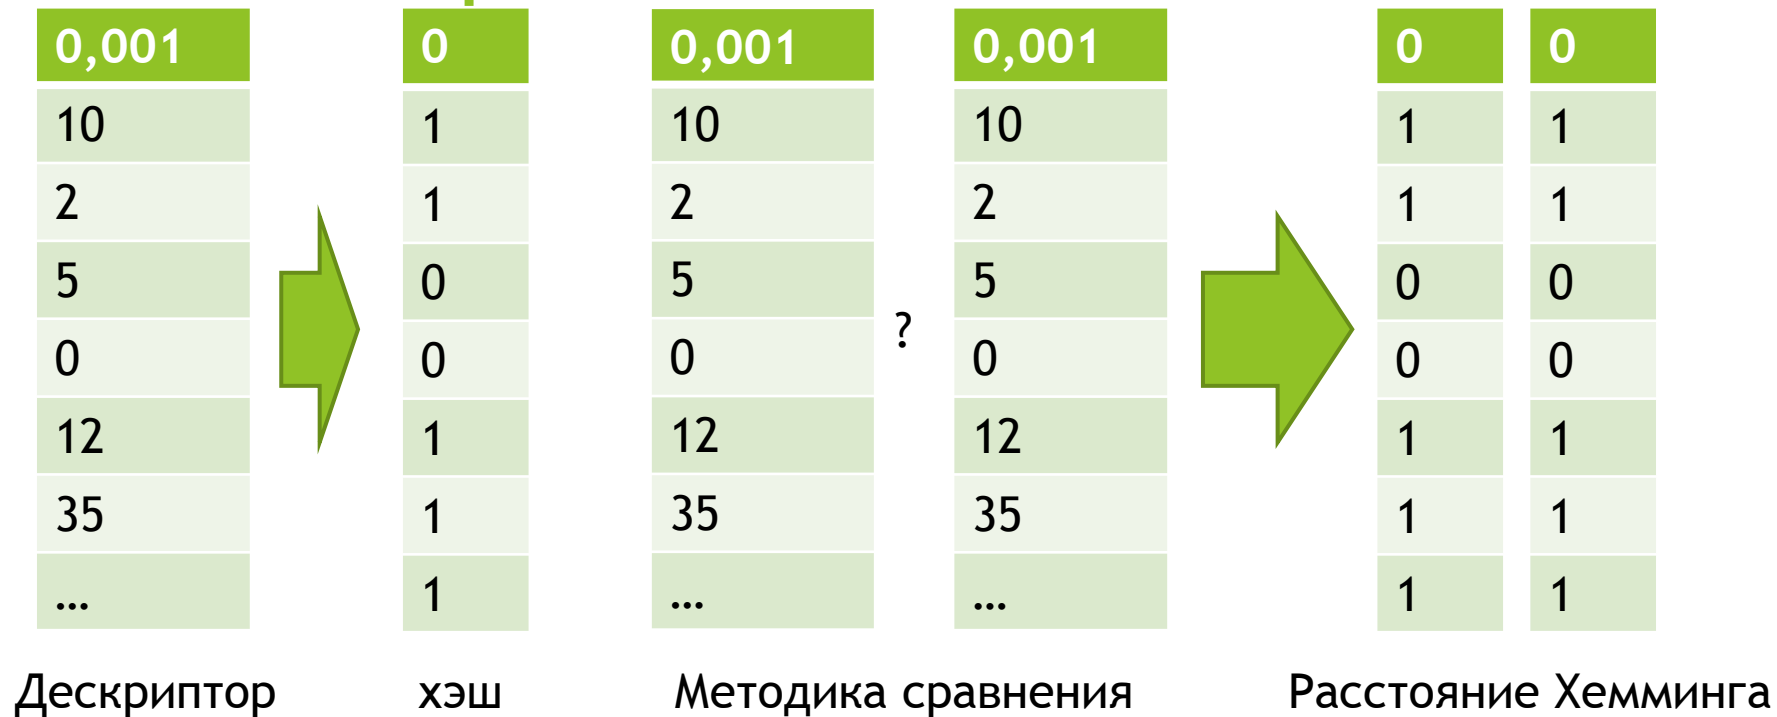 0,001 0 0,001 0,001 0 0
10 1 10 10 1 1
2 1 2 2 1 1
5 0 5 5 0 0
?
0 0 0 0 0 0
12 1 12 12 1 1
35 1 35 35 1 1
... 1 ... ... 1 1
Дескриптор хэш Методика сравнения Расстояние Хемминга